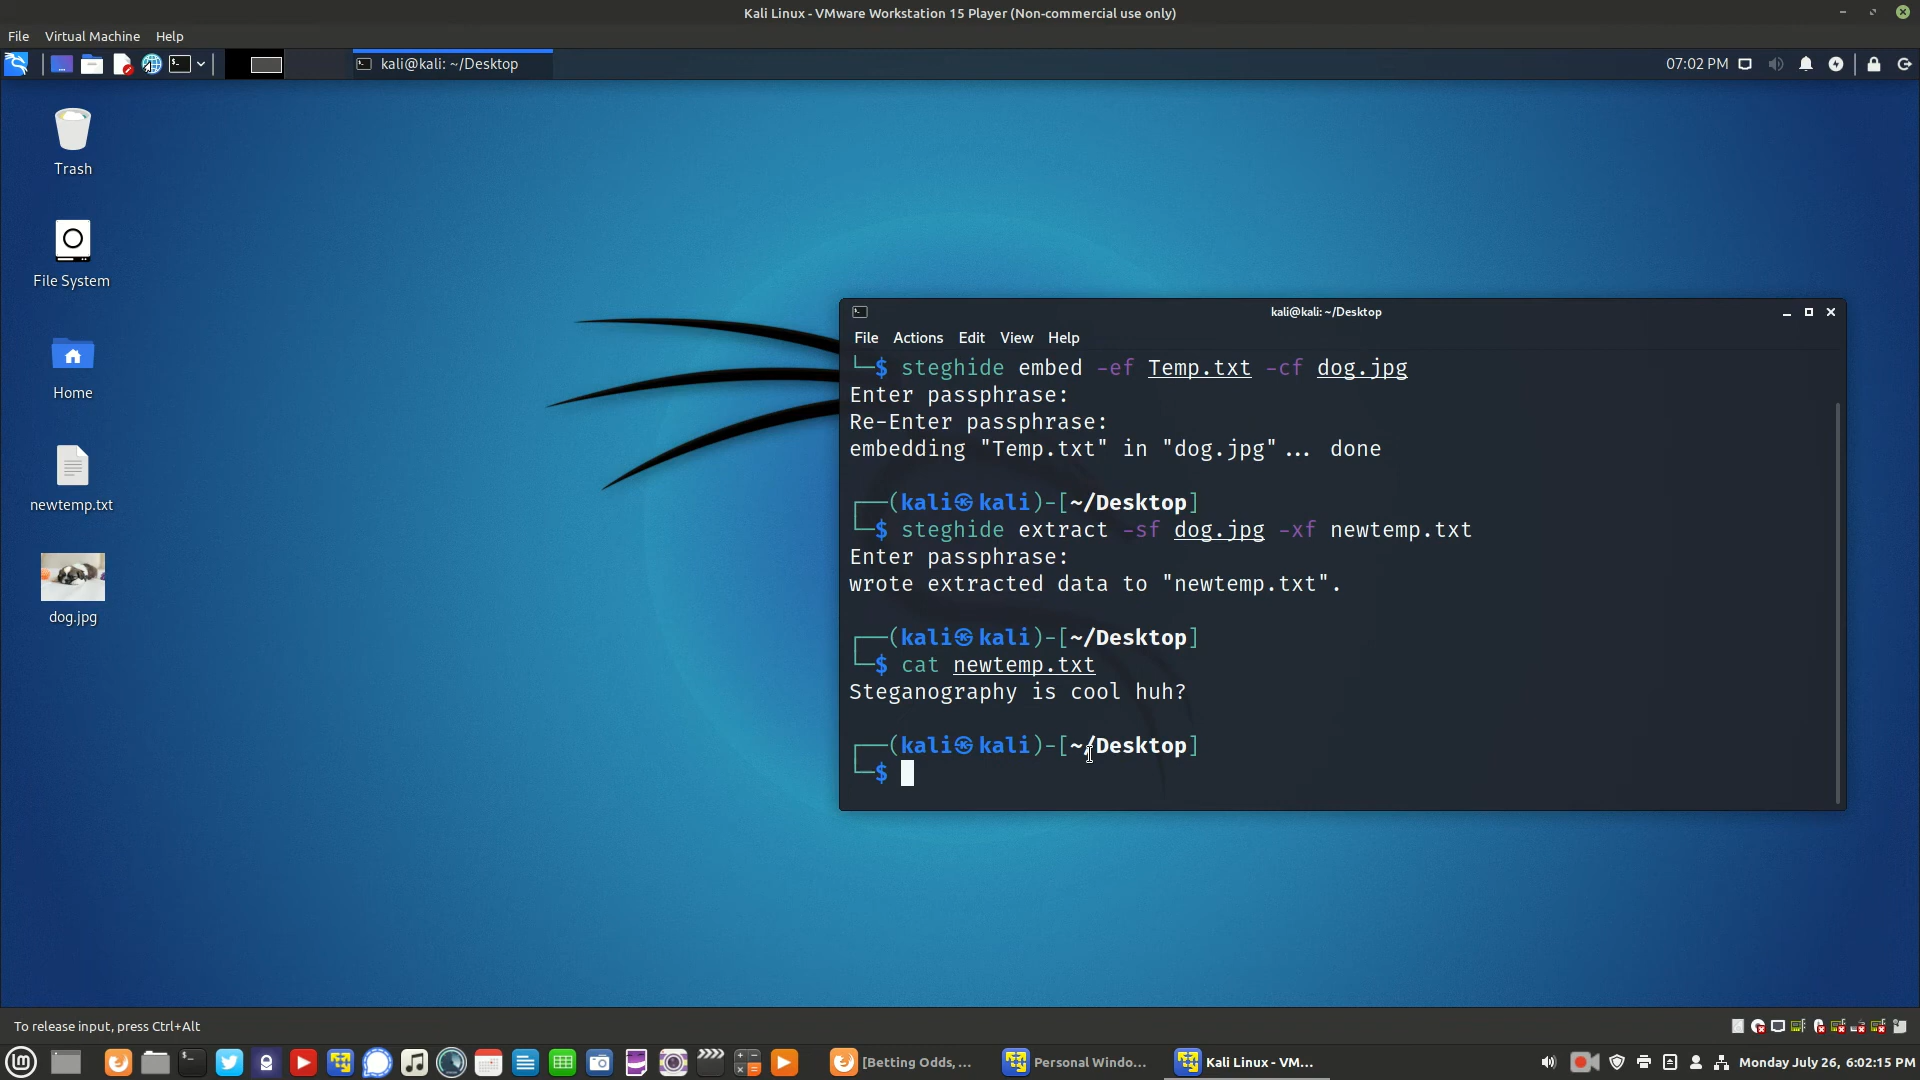 Kali Linux - VMware Workstation 15 Player (Non-commercial use only)
File Virtual Machine Help
kali@kali: ~/Desktop
07:02 PM
Trash
File System
Home
newtemp.txt
dog.jpg
kali@kali: ~/Desktop
File Actions Edit View Help
└─$ steghide embed -ef Temp.txt -cf dog.jpg
Enter passphrase:
Re-Enter passphrase:
embedding "Temp.txt" in "dog.jpg"... done
┌──(kali㉿kali)-[~/Desktop]
└─$ steghide extract -sf dog.jpg -xf newtemp.txt
Enter passphrase:
wrote extracted data to "newtemp.txt".
┌──(kali㉿kali)-[~/Desktop]
└─$ cat newtemp.txt
Steganography is cool huh?
┌──(kali㉿kali)-[~/Desktop]
└─$
To release input, press Ctrl+Alt
[Betting Odds, ...
Personal Windo...
Kali Linux - VM...
Monday July 26, 6:02:15 PM